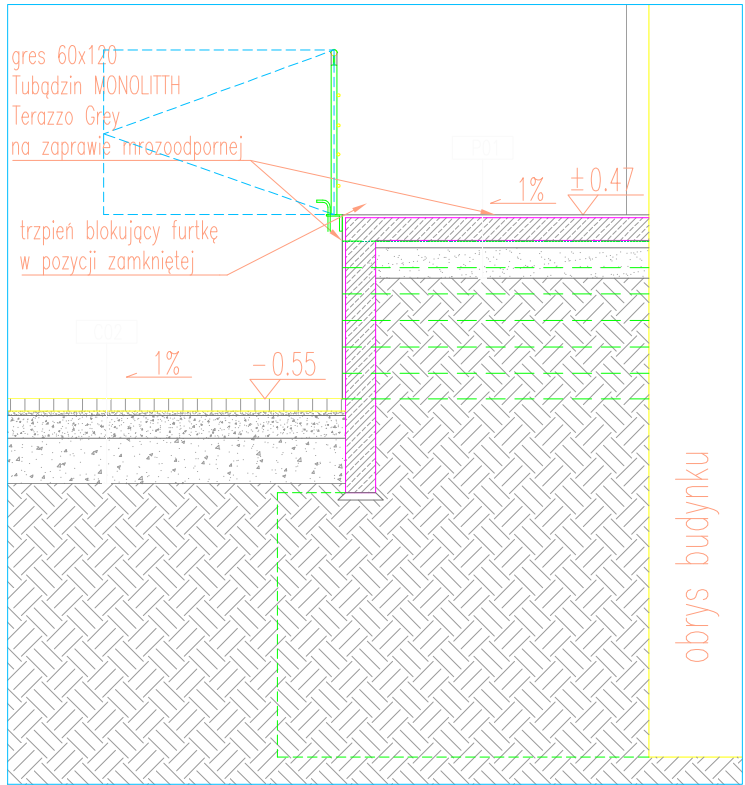 gres 60x120
Tubądzin MONOLITTH
Terazzo Grey
na zaprawie mrozoodpornej
1%
±0.47
trzpień blokujący furtkę
w pozycji zamkniętej
1%
-0.55
obrys budynku